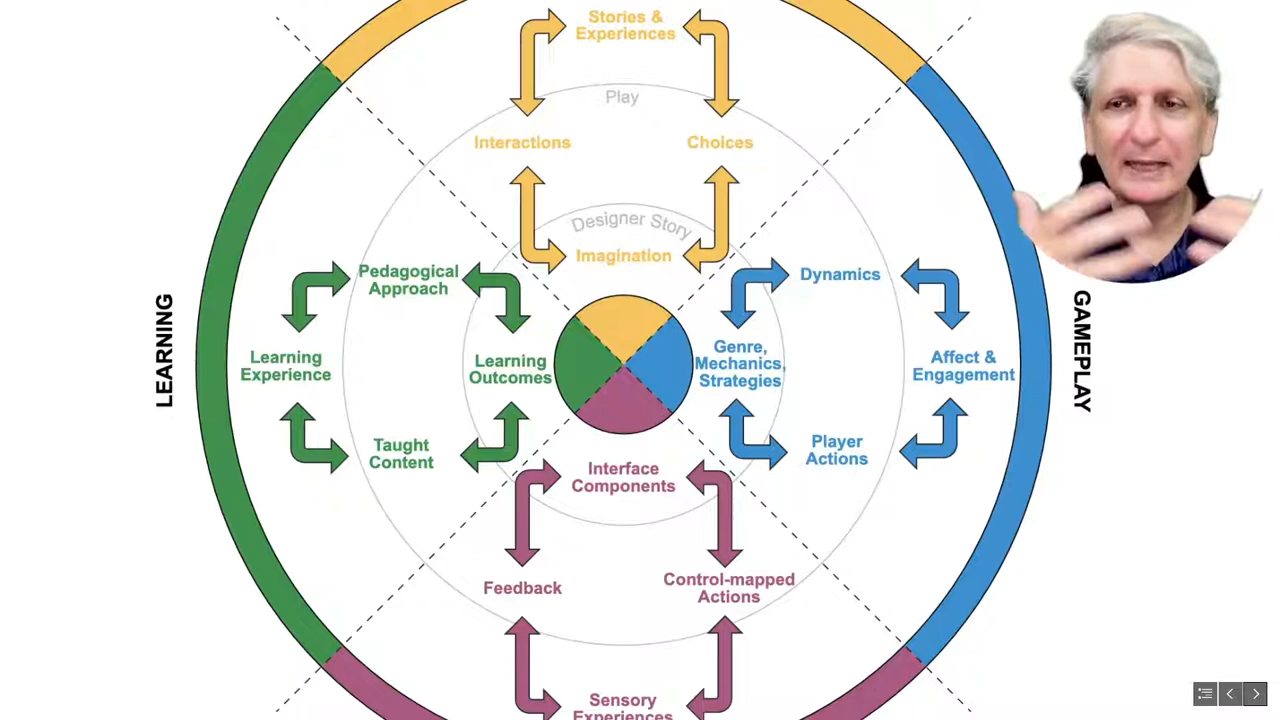 Stories &
Experiences
Play
Interactions
Choices
Designer Story
Imagination
Pedagogical
Approach
Dynamics
LEARNING
Learning
Experience
Learning
Outcomes
Genre,
Mechanics,
Strategies
Affect &
Engagement
GAMEPLAY
Taught
Content
Player
Actions
Interface
Components
Feedback
Control-mapped
Actions
Sensory
Experiences